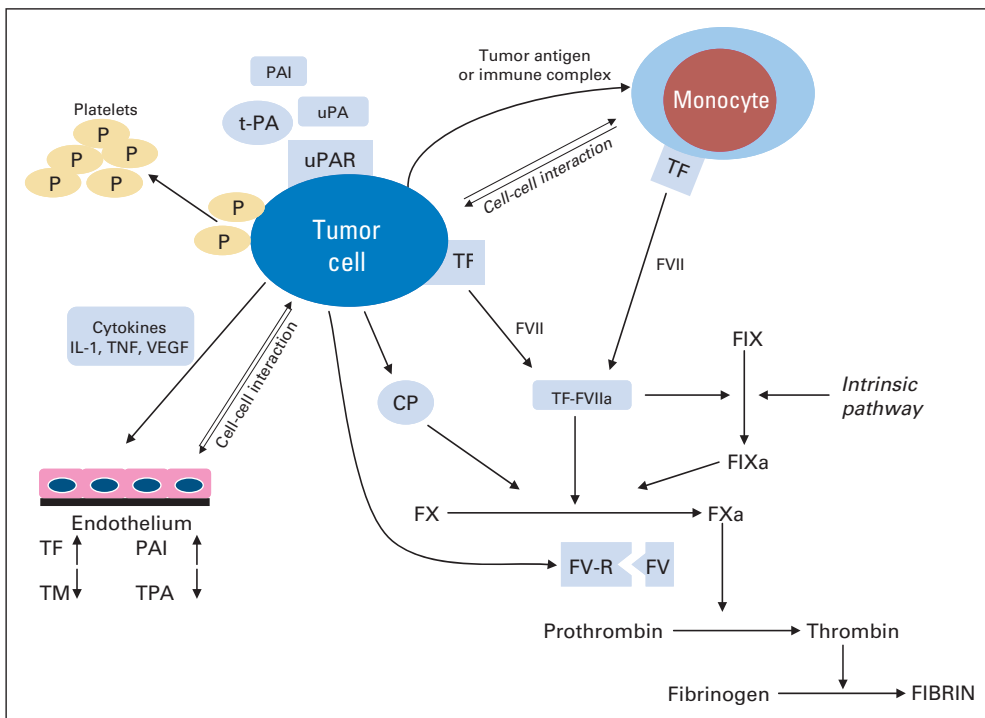 PAI
uPA
t-PA
uPAR
Platelets
P
P
P
P
P
P
P
P
Tumor
cell
Tumor antigen
or immune complex
Monocyte
TF
Cell-cell interaction
TF
FVII
FVII
Cytokines
IL-1, TNF, VEGF
Cell-cell interaction
CP
TF-FVIIa
FIX
Intrinsic
pathway
FIXa
FX
FXa
Endothelium
TF
PAI
TM
TPA
FV-R
FV
Prothrombin
Thrombin
Fibrinogen
FIBRIN